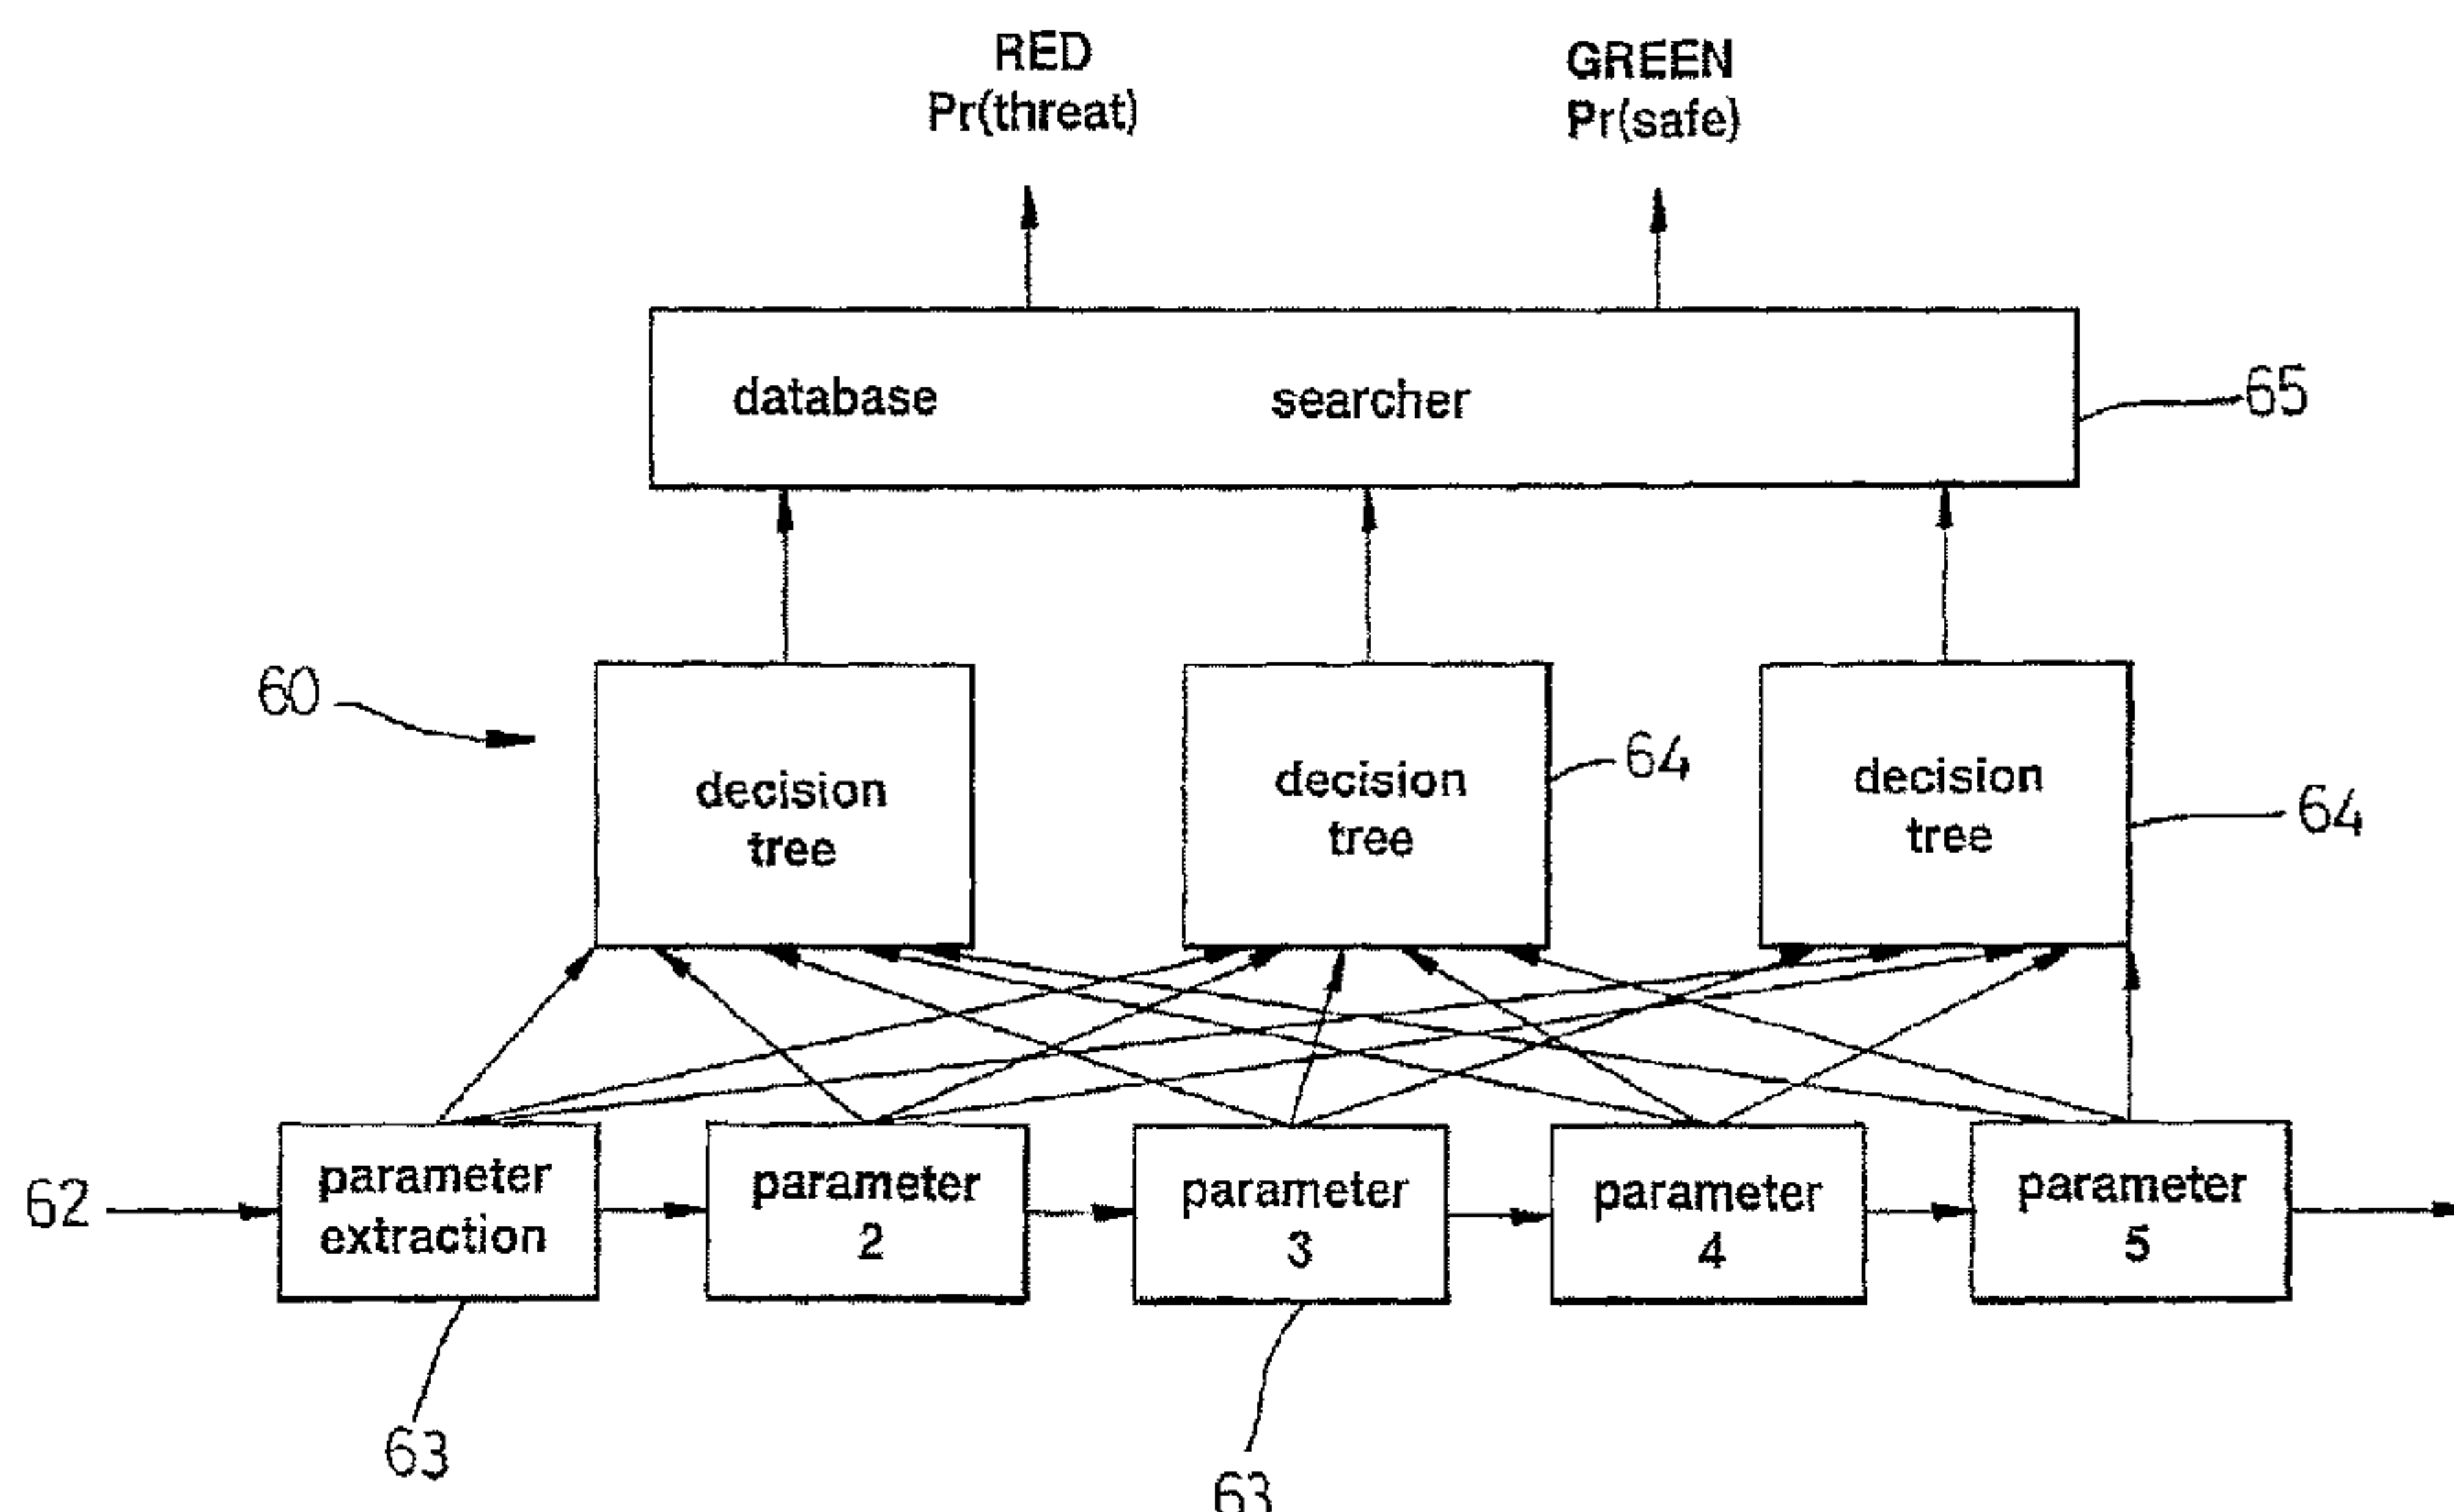 RED
Pr(threat)
GREEN
Pr(safe)
database searcher
65
60
decision
tree
decision
tree
64
decision
tree
64
62
parameter
extraction
parameter
2
parameter
3
parameter
4
parameter
5
63
63